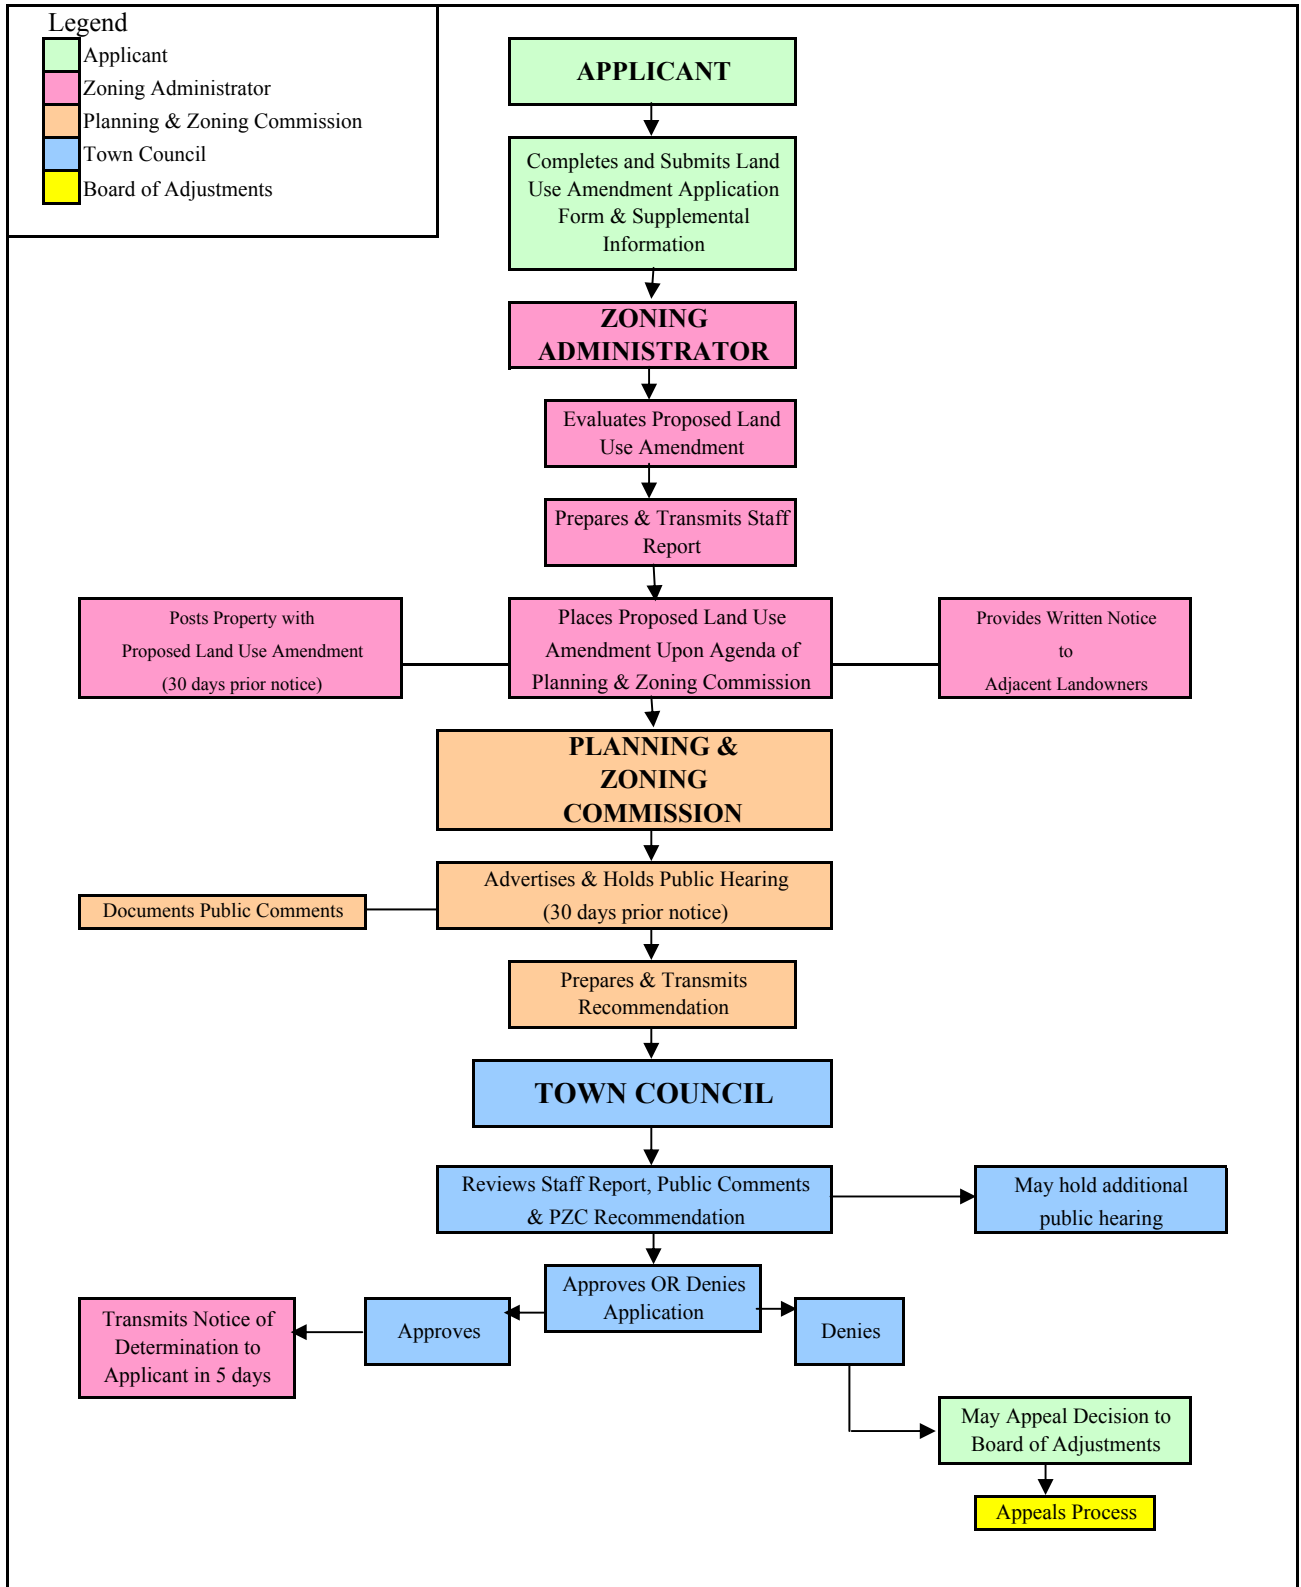 Legend
Applicant
Zoning Administrator
Planning & Zoning Commission
Town Council
Board of Adjustments
APPLICANT
Completes and Submits Land
Use Amendment Application
Form & Supplemental
Information
ZONING
ADMINISTRATOR
Evaluates Proposed Land
Use Amendment
Prepares & Transmits Staff
Report
Posts Property with
Proposed Land Use Amendment
(30 days prior notice)
Places Proposed Land Use
Amendment Upon Agenda of
Planning & Zoning Commission
Provides Written Notice
to
Adjacent Landowners
PLANNING &
ZONING
COMMISSION
Advertises & Holds Public Hearing
(30 days prior notice)
Documents Public Comments
Prepares & Transmits
Recommendation
TOWN COUNCIL
Reviews Staff Report, Public Comments
& PZC Recommendation
May hold additional
public hearing
Approves OR Denies
Application
Transmits Notice of
Determination to
Applicant in 5 days
Approves
Denies
May Appeal Decision to
Board of Adjustments
Appeals Process